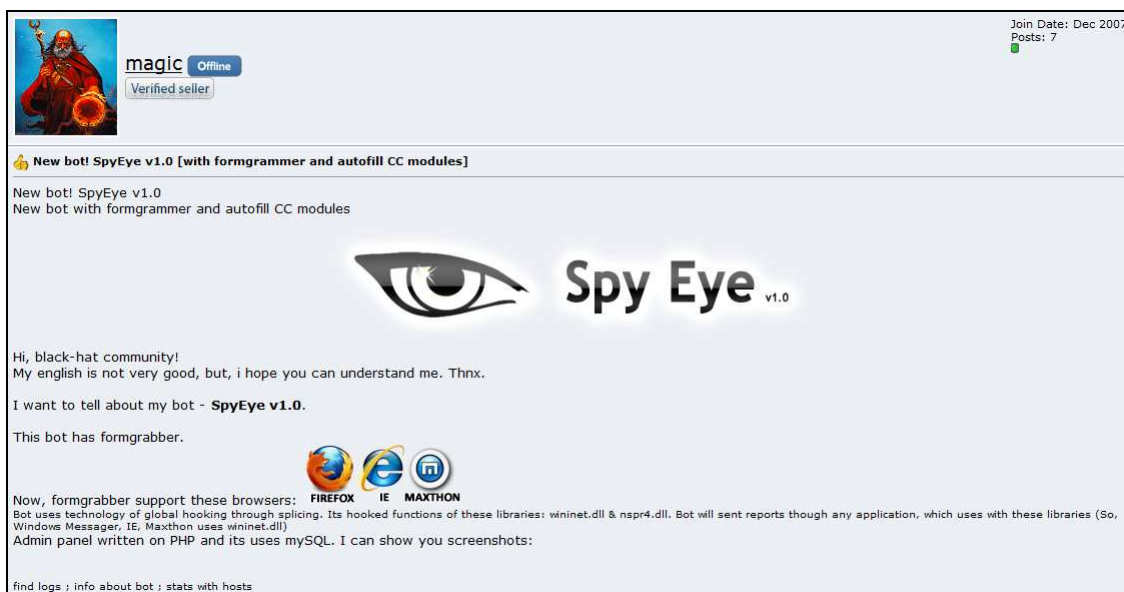 Join Date: Dec 2007
Posts: 7
magic Offline
Verified seller
New bot! SpyEye v1.0 [with formgrammer and autofill CC modules]
New bot! SpyEye v1.0
New bot with formgrammer and autofill CC modules
Spy Eye v1.0
Hi, black-hat community!
My english is not very good, but, i hope you can understand me. Thnx.
I want to tell about my bot - SpyEye v1.0.
This bot has formgrabber.
Now, formgrabber support these browsers: FIREFOX IE MAXTHON
Bot uses technology of global hooking through splicing. Its hooked functions of these libraries: wininet.dll & nspr4.dll. Bot will sent reports though any application, which uses with these libraries (So,
Windows Messager, IE, Maxthon uses wininet.dll)
Admin panel written on PHP and its uses mySQL. I can show you screenshots:
find logs ; info about bot ; stats with hosts